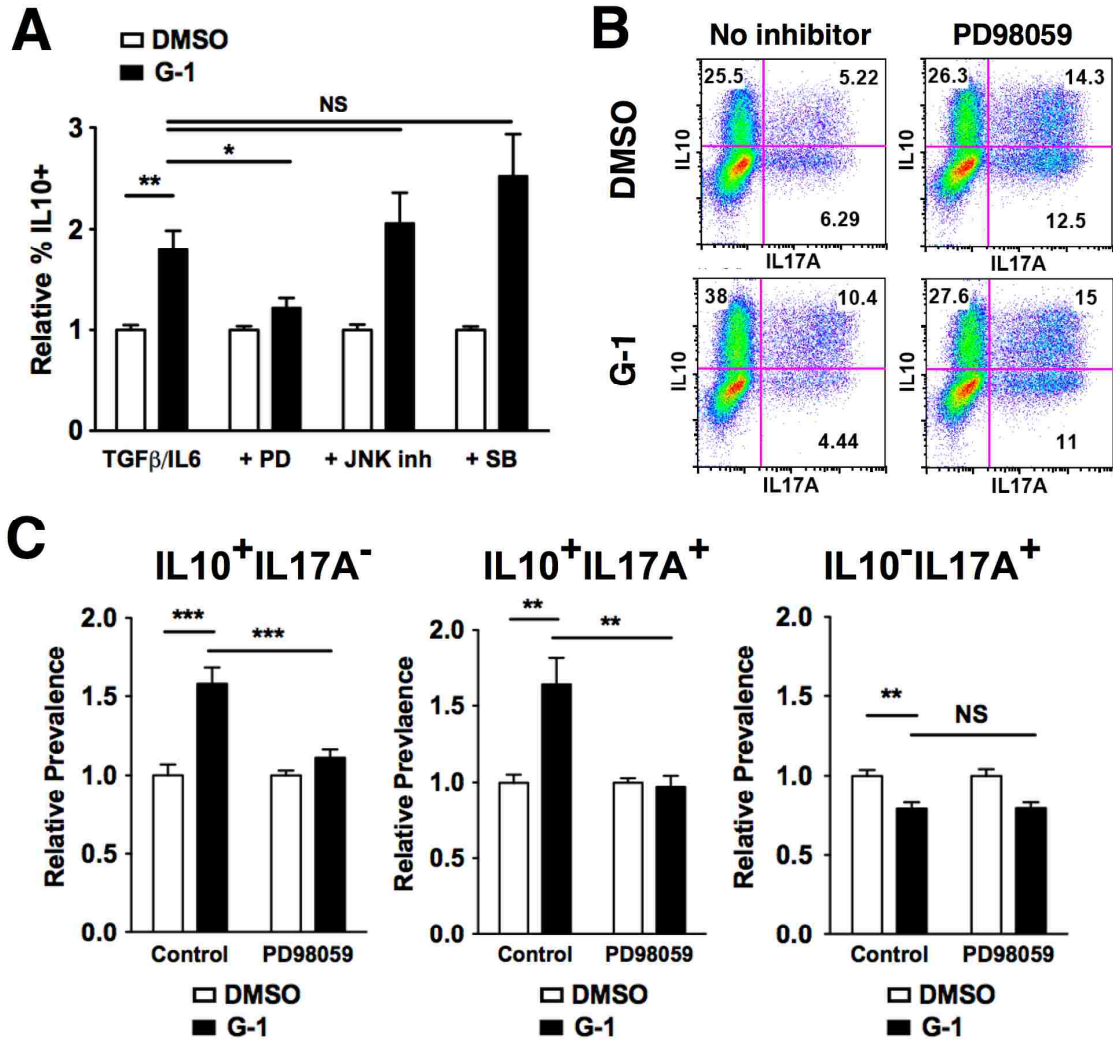 A
DMSO
G-1
NS
*
**
Relative % IL10+
3
2
1
0
TGFβ/IL6 + PD + JNK inh + SB
B
No inhibitor PD98059
DMSO
25.5 5.22
6.29
IL10
IL17A
26.3 14.3
12.5
IL10
IL17A
G-1
38 10.4
4.44
IL10
IL17A
27.6 15
11
IL10
IL17A
C
IL10+IL17A-
Relative Prevalence
2.0
1.5
1.0
0.5
0.0
***
***
Control PD98059
DMSO
G-1
IL10+IL17A+
Relative Prevlaence
2.0
1.5
1.0
0.5
0.0
**
**
Control PD98059
DMSO
G-1
IL10-IL17A+
Relative Prevalence
2.0
1.5
1.0
0.5
0.0
**
NS
Control PD98059
DMSO
G-1